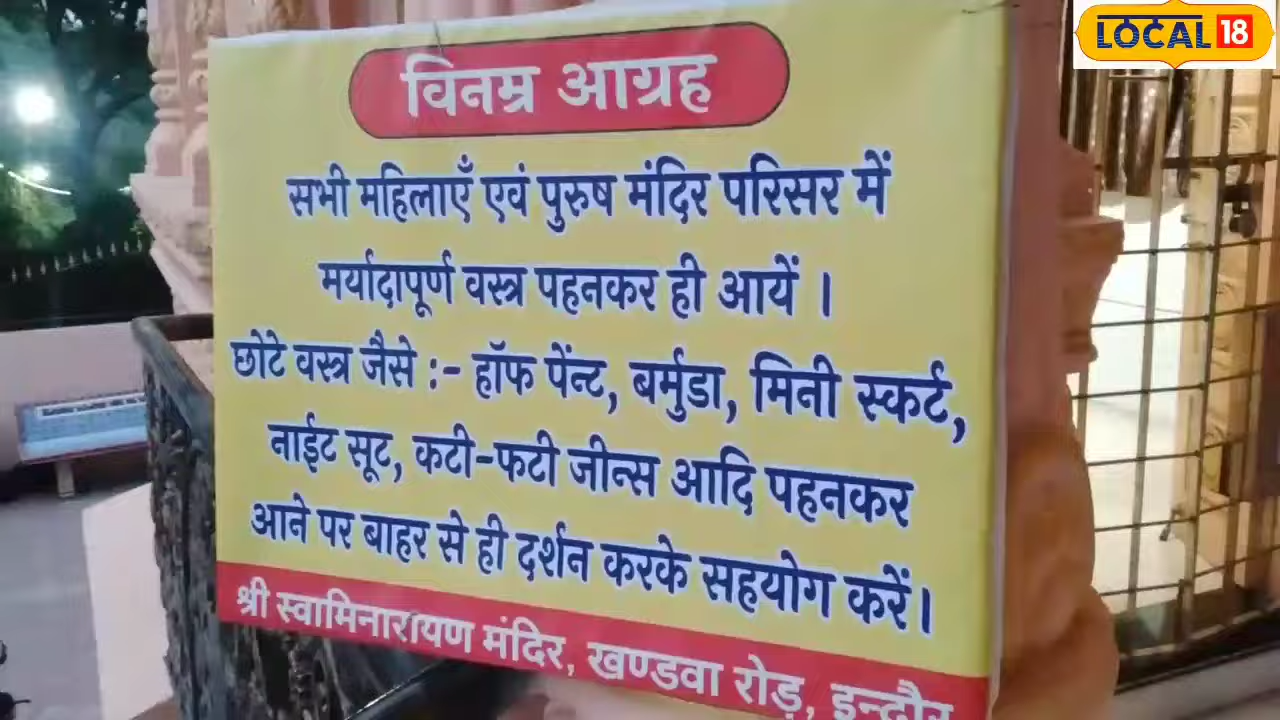 LOCAL 18
विनम्र आग्रह
सभी महिलाएँ एवं पुरुष मंदिर परिसर में
मर्यादापूर्ण वस्त्र पहनकर ही आयें ।
छोटे वस्त्र जैसे :- हॉफ पेंन्ट, बर्मुडा, मिनी स्कर्ट,
नाईट सूट, कटी-फटी जीन्स आदि पहनकर
आने पर बाहर से ही दर्शन करके सहयोग करें।
श्री स्वामिनारायण मंदिर, खण्डवा रोड़, इन्दौर